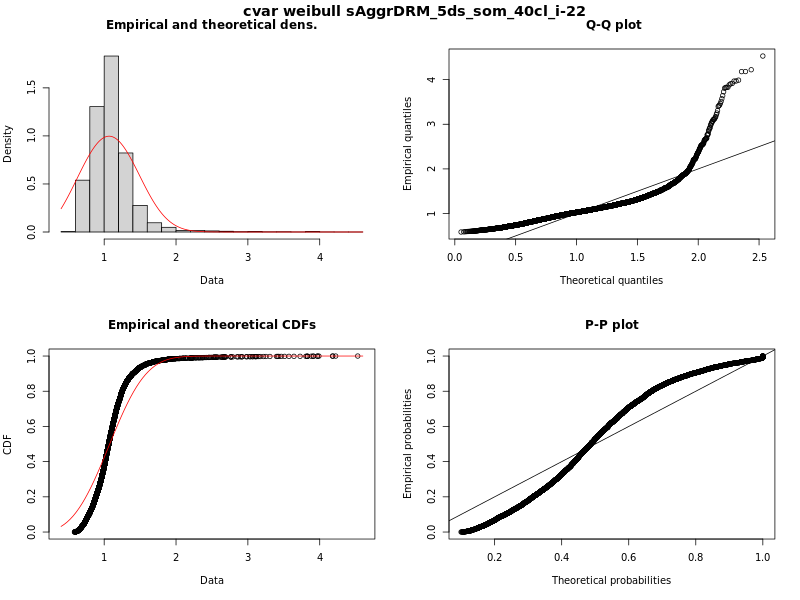 cvar weibull sAggrDRM_5ds_som_40cl_i-22
Empirical and theoretical dens.
Density
0.0 0.5 1.0 1.5
1 2 3 4
Data
Q-Q plot
Empirical quantiles
1 2 3 4
0.0 0.5 1.0 1.5 2.0 2.5
Theoretical quantiles
Empirical and theoretical CDFs
CDF
0.0 0.2 0.4 0.6 0.8 1.0
1 2 3 4
Data
P-P plot
Empirical probabilities
0.0 0.2 0.4 0.6 0.8 1.0
0.2 0.4 0.6 0.8 1.0
Theoretical probabilities